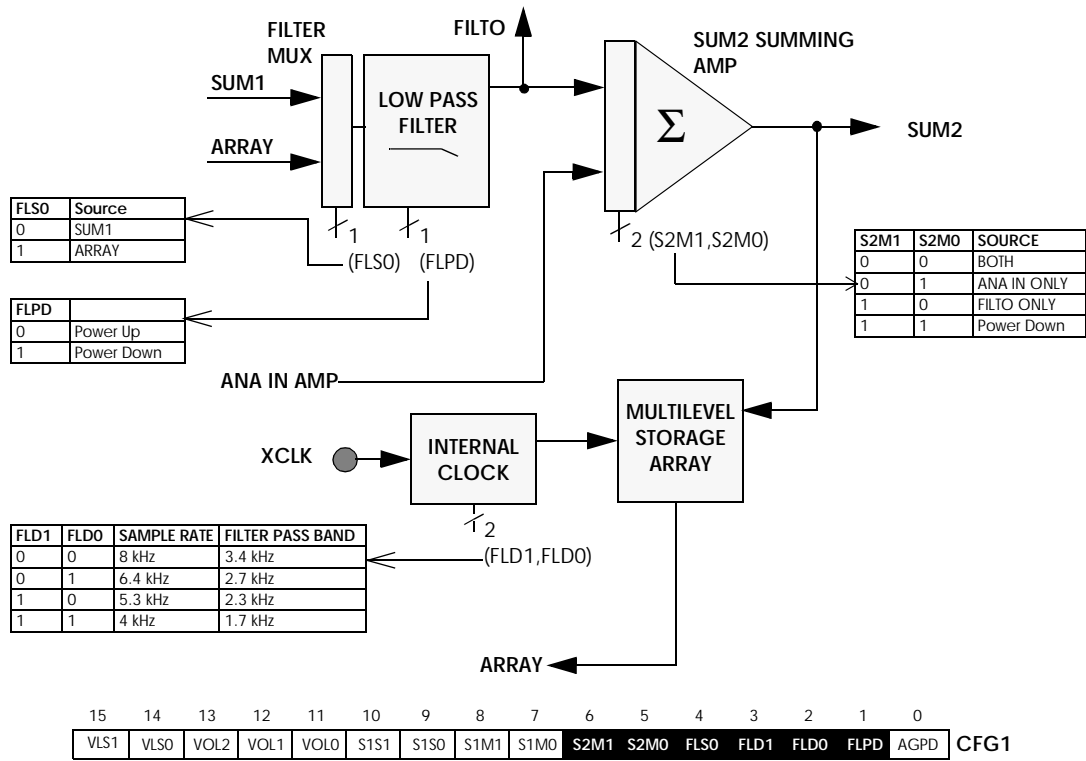 FILTER
MUX
FILTO
SUM2 SUMMING
AMP
SUM1
LOW PASS
FILTER
Σ
SUM2
ARRAY
FLS0 Source
0 SUM1
1 ARRAY
1
(FLS0)
1
(FLPD)
2 (S2M1,S2M0)
S2M1 S2M0 SOURCE
0 0 BOTH
0 1 ANA IN ONLY
1 0 FILTO ONLY
1 1 Power Down
FLPD
0 Power Up
1 Power Down
ANA IN AMP
XCLK
INTERNAL
CLOCK
MULTILEVEL
STORAGE
ARRAY
2
(FLD1,FLD0)
FLD1 FLD0 SAMPLE RATE FILTER PASS BAND
0 0 8 kHz 3.4 kHz
0 1 6.4 kHz 2.7 kHz
1 0 5.3 kHz 2.3 kHz
1 1 4 kHz 1.7 kHz
ARRAY
15 14 13 12 11 10 9 8 7 6 5 4 3 2 1 0
VLS1 VLS0 VOL2 VOL1 VOL0 S1S1 S1S0 S1M1 S1M0 S2M1 S2M0 FLS0 FLD1 FLD0 FLPD AGPD CFG1